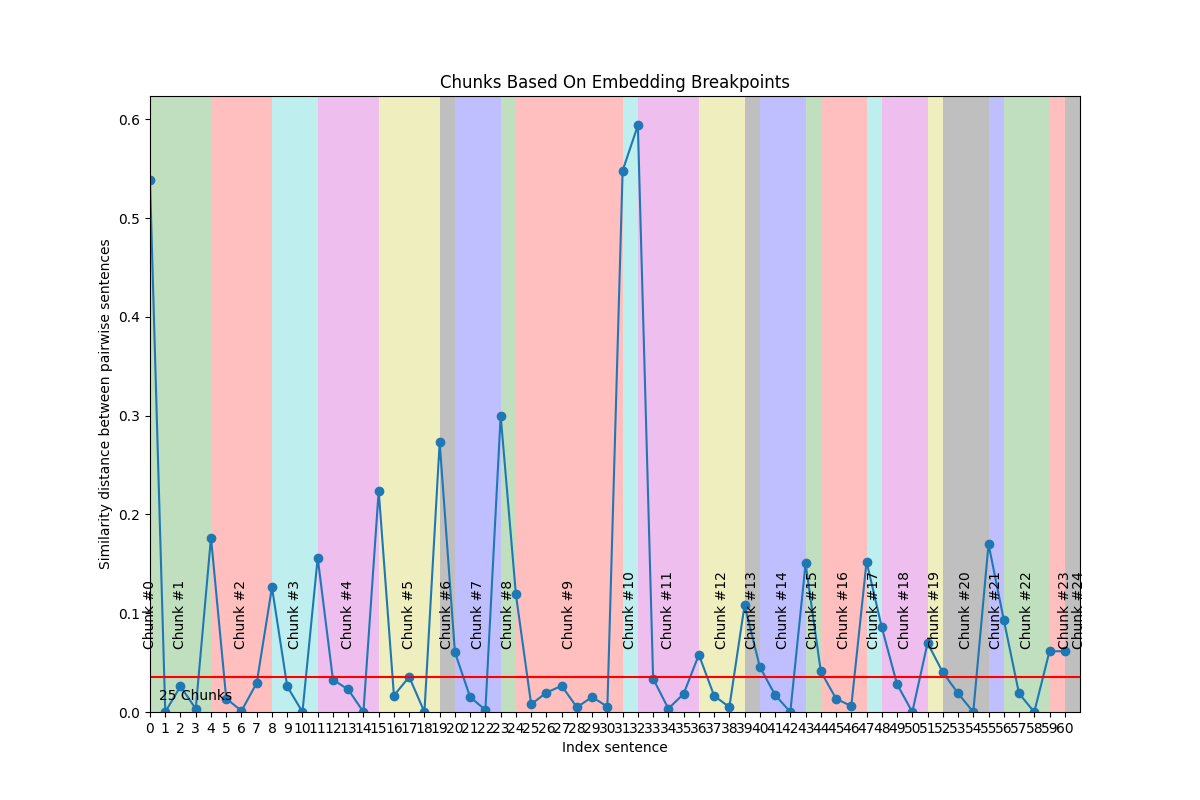 Chunks Based On Embedding Breakpoints
Similarity distance between pairwise sentences
0.6
0.5
0.4
0.3
0.2
0.1
0.0
Chunk #0
Chunk #1
Chunk #2
Chunk #3
Chunk #4
Chunk #5
Chunk #6
Chunk #7
Chunk #8
Chunk #9
Chunk #10
Chunk #11
Chunk #12
Chunk #13
Chunk #14
Chunk #15
Chunk #16
Chunk #17
Chunk #18
Chunk #19
Chunk #20
Chunk #21
Chunk #22
Chunk #23
Chunk #24
25 Chunks
0 1 2 3 4 5 6 7 8 9 10 11 12 13 14 15 16 17 18 19 20 21 22 23 24 25 26 27 28 29 30 31 32 33 34 35 36 37 38 39 40 41 42 43 44 45 46 47 48 49 50 51 52 53 54 55 56 57 58 59 60
Index sentence